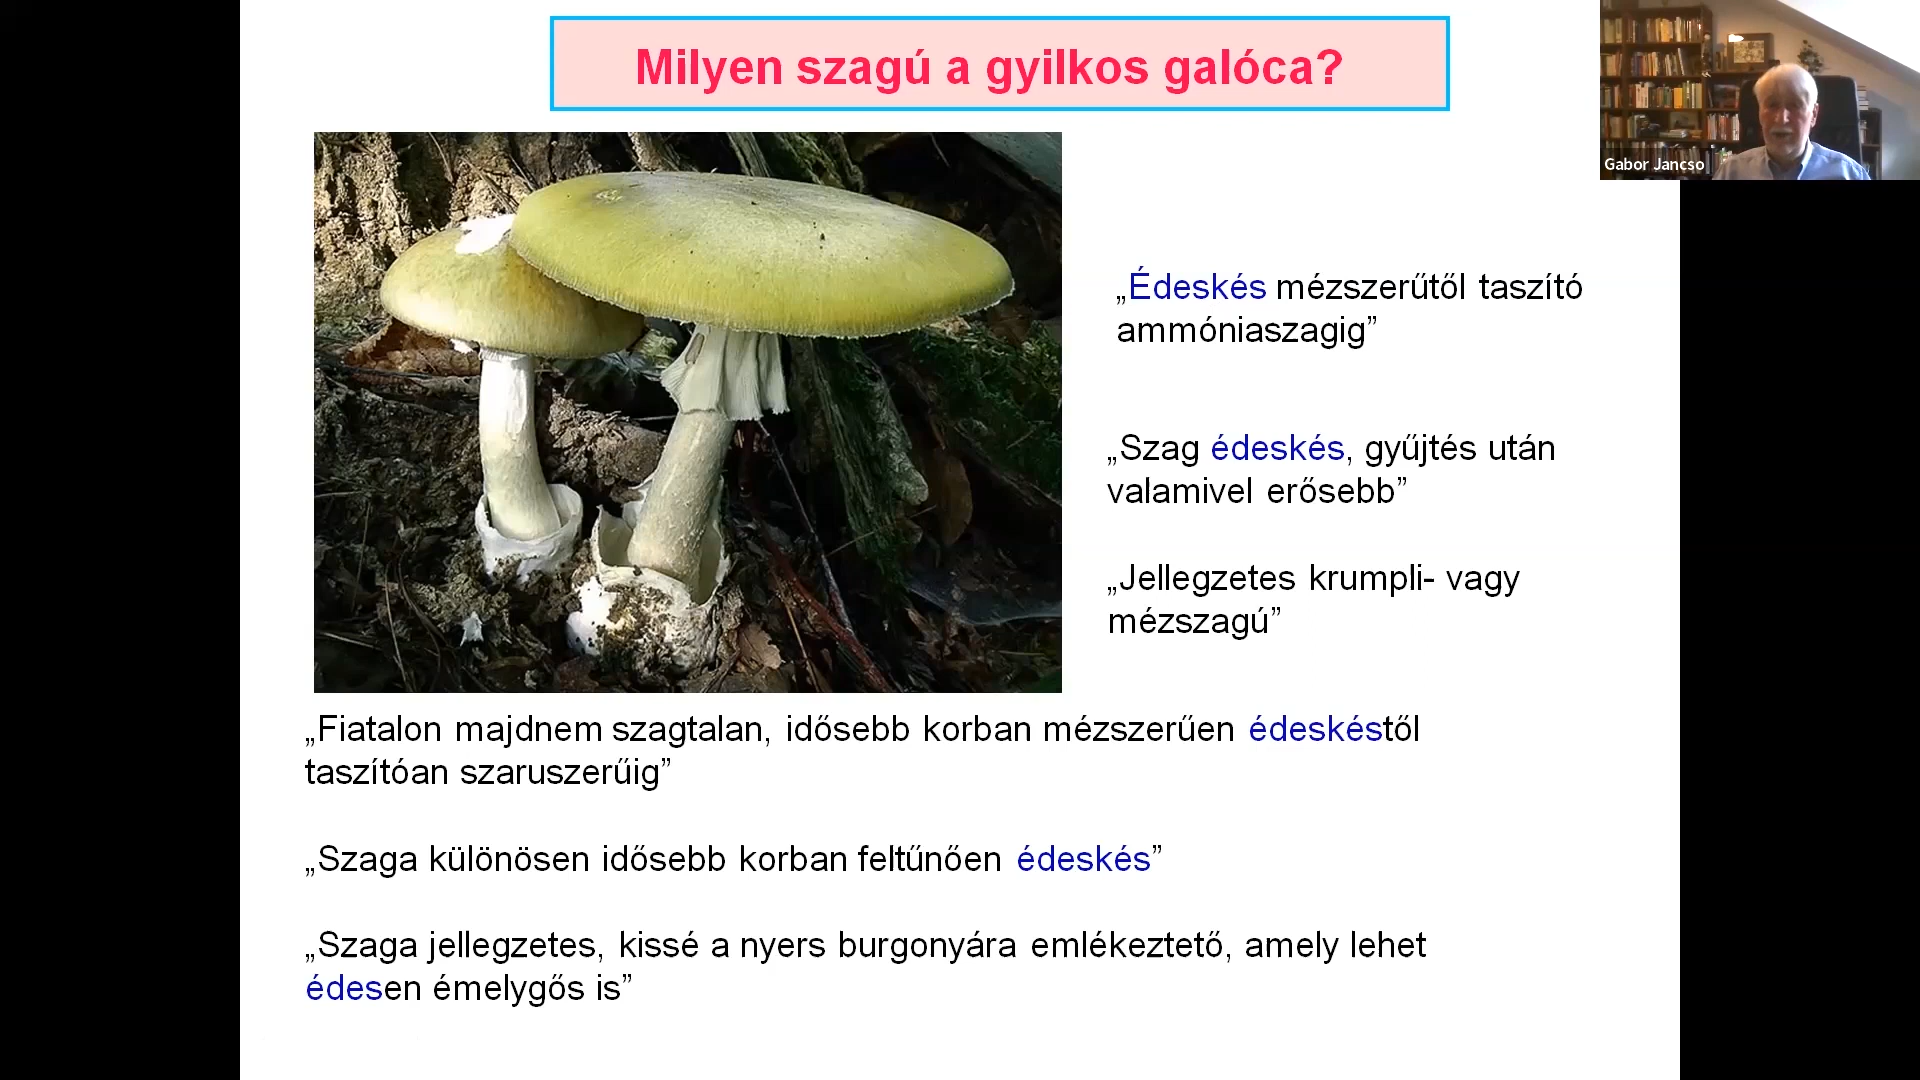 Milyen szagú a gyilkos galóca?
Gabor Jancso
„Édeskés mézszerűtől taszító
ammóniaszagig”
„Szag édeskés, gyűjtés után
valamivel erősebb”
„Jellegzetes krumpli- vagy
mézszagú”
„Fiatalon majdnem szagtalan, idősebb korban mézszerűen édeskéstől
taszítóan szaruszerűig”
„Szaga különösen idősebb korban feltűnően édeskés”
„Szaga jellegzetes, kissé a nyers burgonyára emlékeztető, amely lehet
édesen émelygős is”